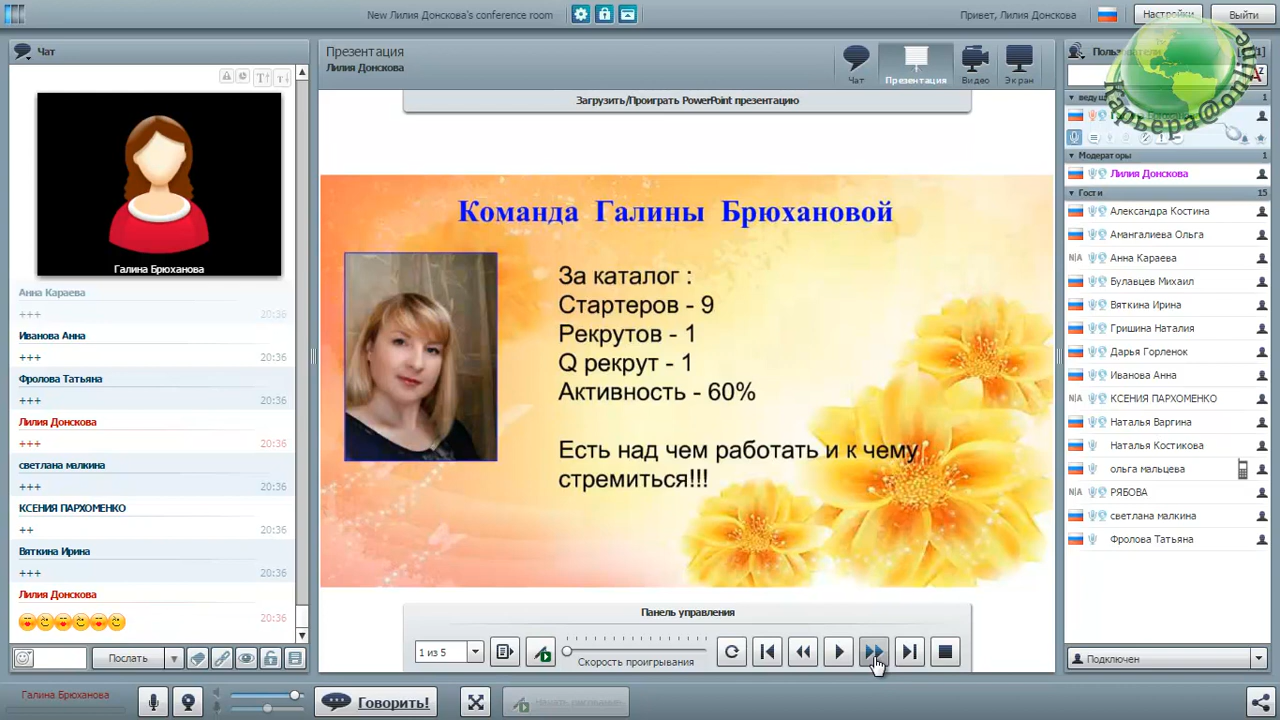 New Лилия Донскова's conference room
Привет, Лилия Донскова
Настройки
Выйти
Чат
Галина Брюханова
Анна Караева
+++ 20:36
Иванова Анна
+++ 20:36
Фролова Татьяна
+++ 20:36
Лилия Донскова
+++ 20:36
светлана малкина
+++ 20:36
КСЕНИЯ ПАРХОМЕНКО
++ 20:36
Вяткина Ирина
+++ 20:36
Лилия Донскова
20:36
Послать
Презентация
Лилия Донскова
Чат
Презентация
Видео
Экран
Загрузить/Проиграть PowerPoint презентацию
Команда Галины Брюхановой
За каталог :
Стартеров - 9
Рекрутов - 1
Q рекрут - 1
Активность - 60%
Есть над чем работать и к чему
стремиться!!!
Панель управления
1 из 5
Скорость проигрывания
карьера@online
1
Модераторы 1
Лилия Донскова
Гости 15
Александра Костина
Амангалиева Ольга
N/A Анна Караева
Булавцев Михаил
Вяткина Ирина
Гришина Наталия
Дарья Горленок
Иванова Анна
N/A КСЕНИЯ ПАРХОМЕНКО
Наталья Варгина
Наталья Костикова
ольга мальцева
N/A РЯБОВА
светлана малкина
Фролова Татьяна
Подключен
Галина Брюханова
Говорить!